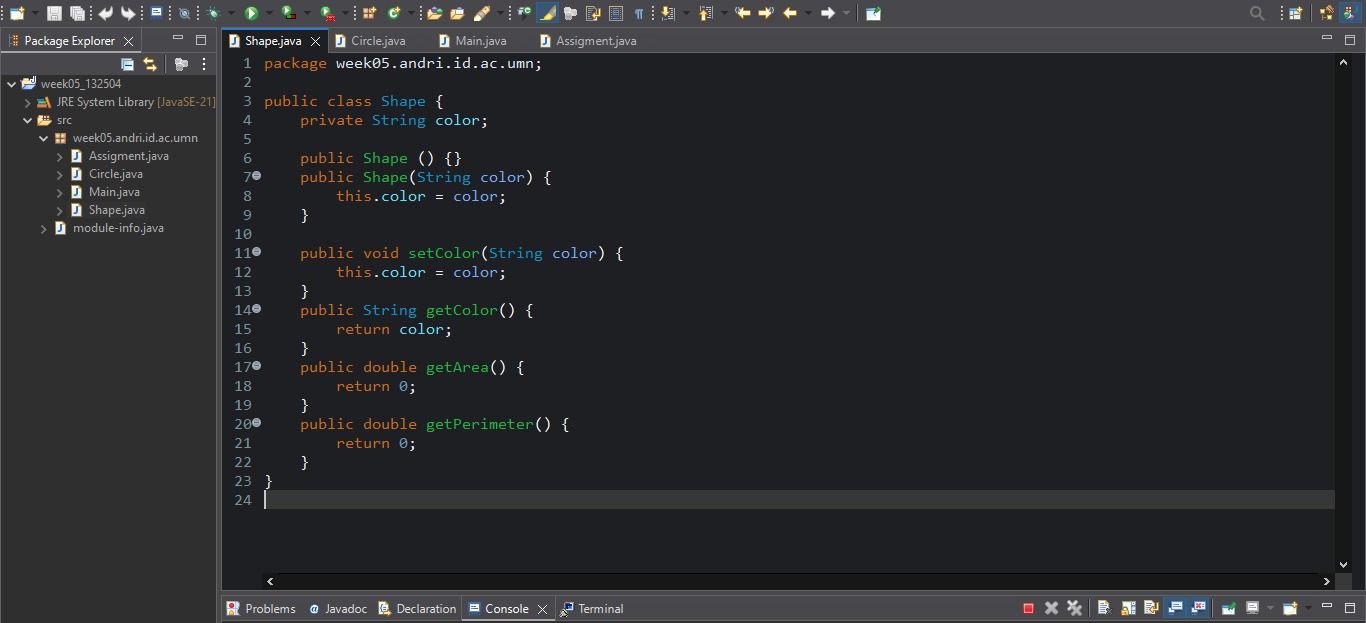 Package Explorer
Shape.java
Circle.java
Main.java
Assigment.java
week05_132504
JRE System Library [JavaSE-21]
src
week05.andri.id.ac.umn
Assigment.java
Circle.java
Main.java
Shape.java
module-info.java
1 package week05.andri.id.ac.umn;
2
3 public class Shape {
4     private String color;
5
6     public Shape () {}
7     public Shape(String color) {
8         this.color = color;
9     }
10
11     public void setColor(String color) {
12         this.color = color;
13     }
14     public String getColor() {
15         return color;
16     }
17     public double getArea() {
18         return 0;
19     }
20     public double getPerimeter() {
21         return 0;
22     }
23 }
24
Problems
@ Javadoc
Declaration
Console
Terminal